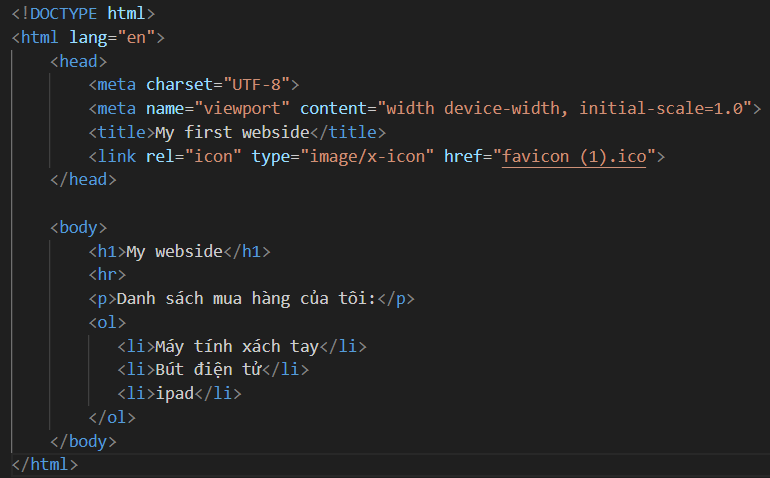 <!DOCTYPE html>
<html lang="en">
<head>
<meta charset="UTF-8">
<meta name="viewport" content="width device-width, initial-scale=1.0">
<title>My first webside</title>
<link rel="icon" type="image/x-icon" href="favicon (1).ico">
</head>
<body>
<h1>My webside</h1>
<hr>
<p>Danh sách mua hàng của tôi:</p>
<ol>
<li>Máy tính xách tay</li>
<li>Bút điện tử</li>
<li>ipad</li>
</ol>
</body>
</html>